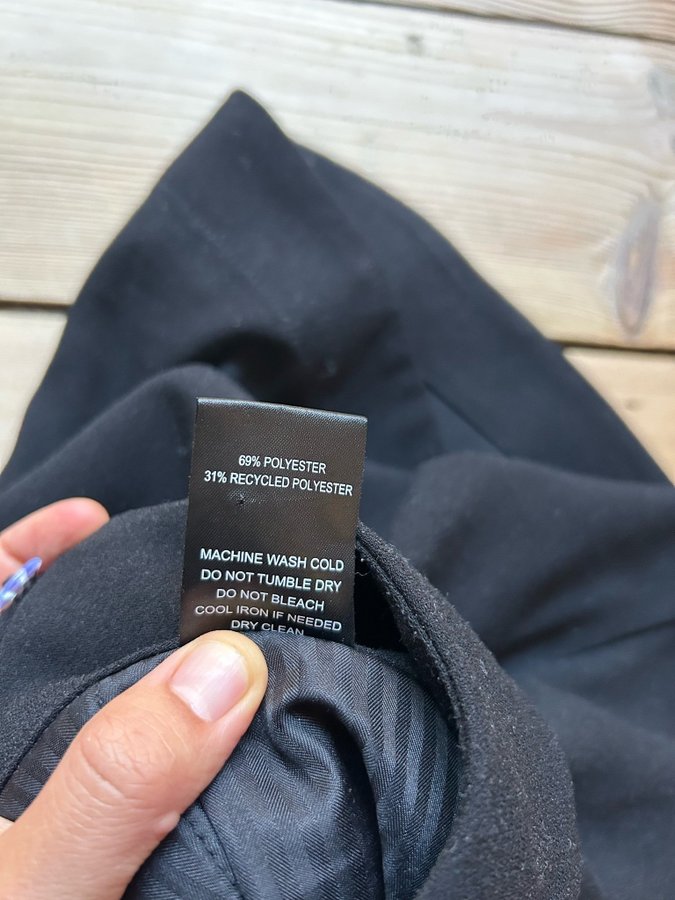 69% POLYESTER
31% RECYCLED POLYESTER
MACHINE WASH COLD
DO NOT TUMBLE DRY
DO NOT BLEACH
COOL IRON IF NEEDED
DRY CLEAN